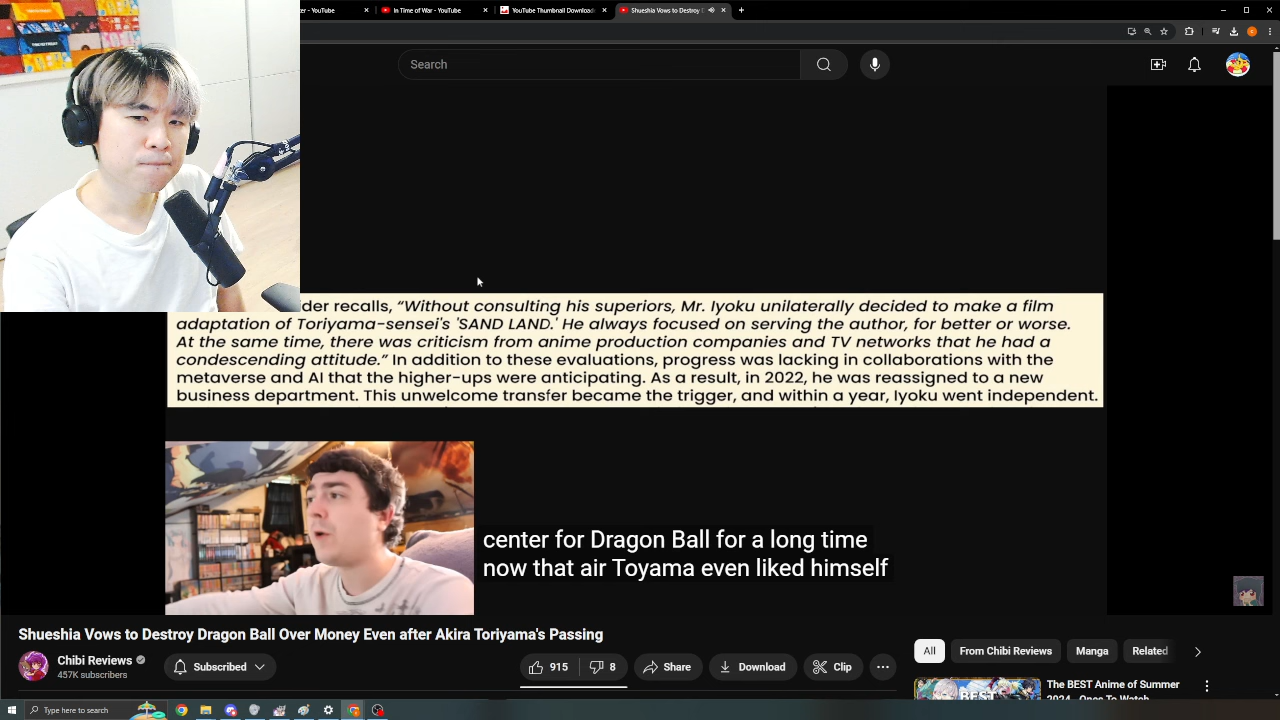 ter - YouTube
In Time of War - YouTube
YouTube Thumbnail Download
Shueshia Vows to Destroy
Search
der recalls, “Without consulting his superiors, Mr. Iyoku unilaterally decided to make a film
adaptation of Toriyama-sensei's 'SAND LAND.' He always focused on serving the author, for better or worse.
At the same time, there was criticism from anime production companies and TV networks that he had a
condescending attitude.” In addition to these evaluations, progress was lacking in collaborations with the
metaverse and AI that the higher-ups were anticipating. As a result, in 2022, he was reassigned to a new
business department. This unwelcome transfer became the trigger, and within a year, Iyoku went independent.
center for Dragon Ball for a long time
now that air Toyama even liked himself
Shueshia Vows to Destroy Dragon Ball Over Money Even after Akira Toriyama's Passing
Chibi Reviews
457K subscribers
Subscribed
915
8
Share
Download
Clip
All
From Chibi Reviews
Manga
Related
The BEST Anime of Summer
2024 - Ones To Watch
BEST
Type here to search